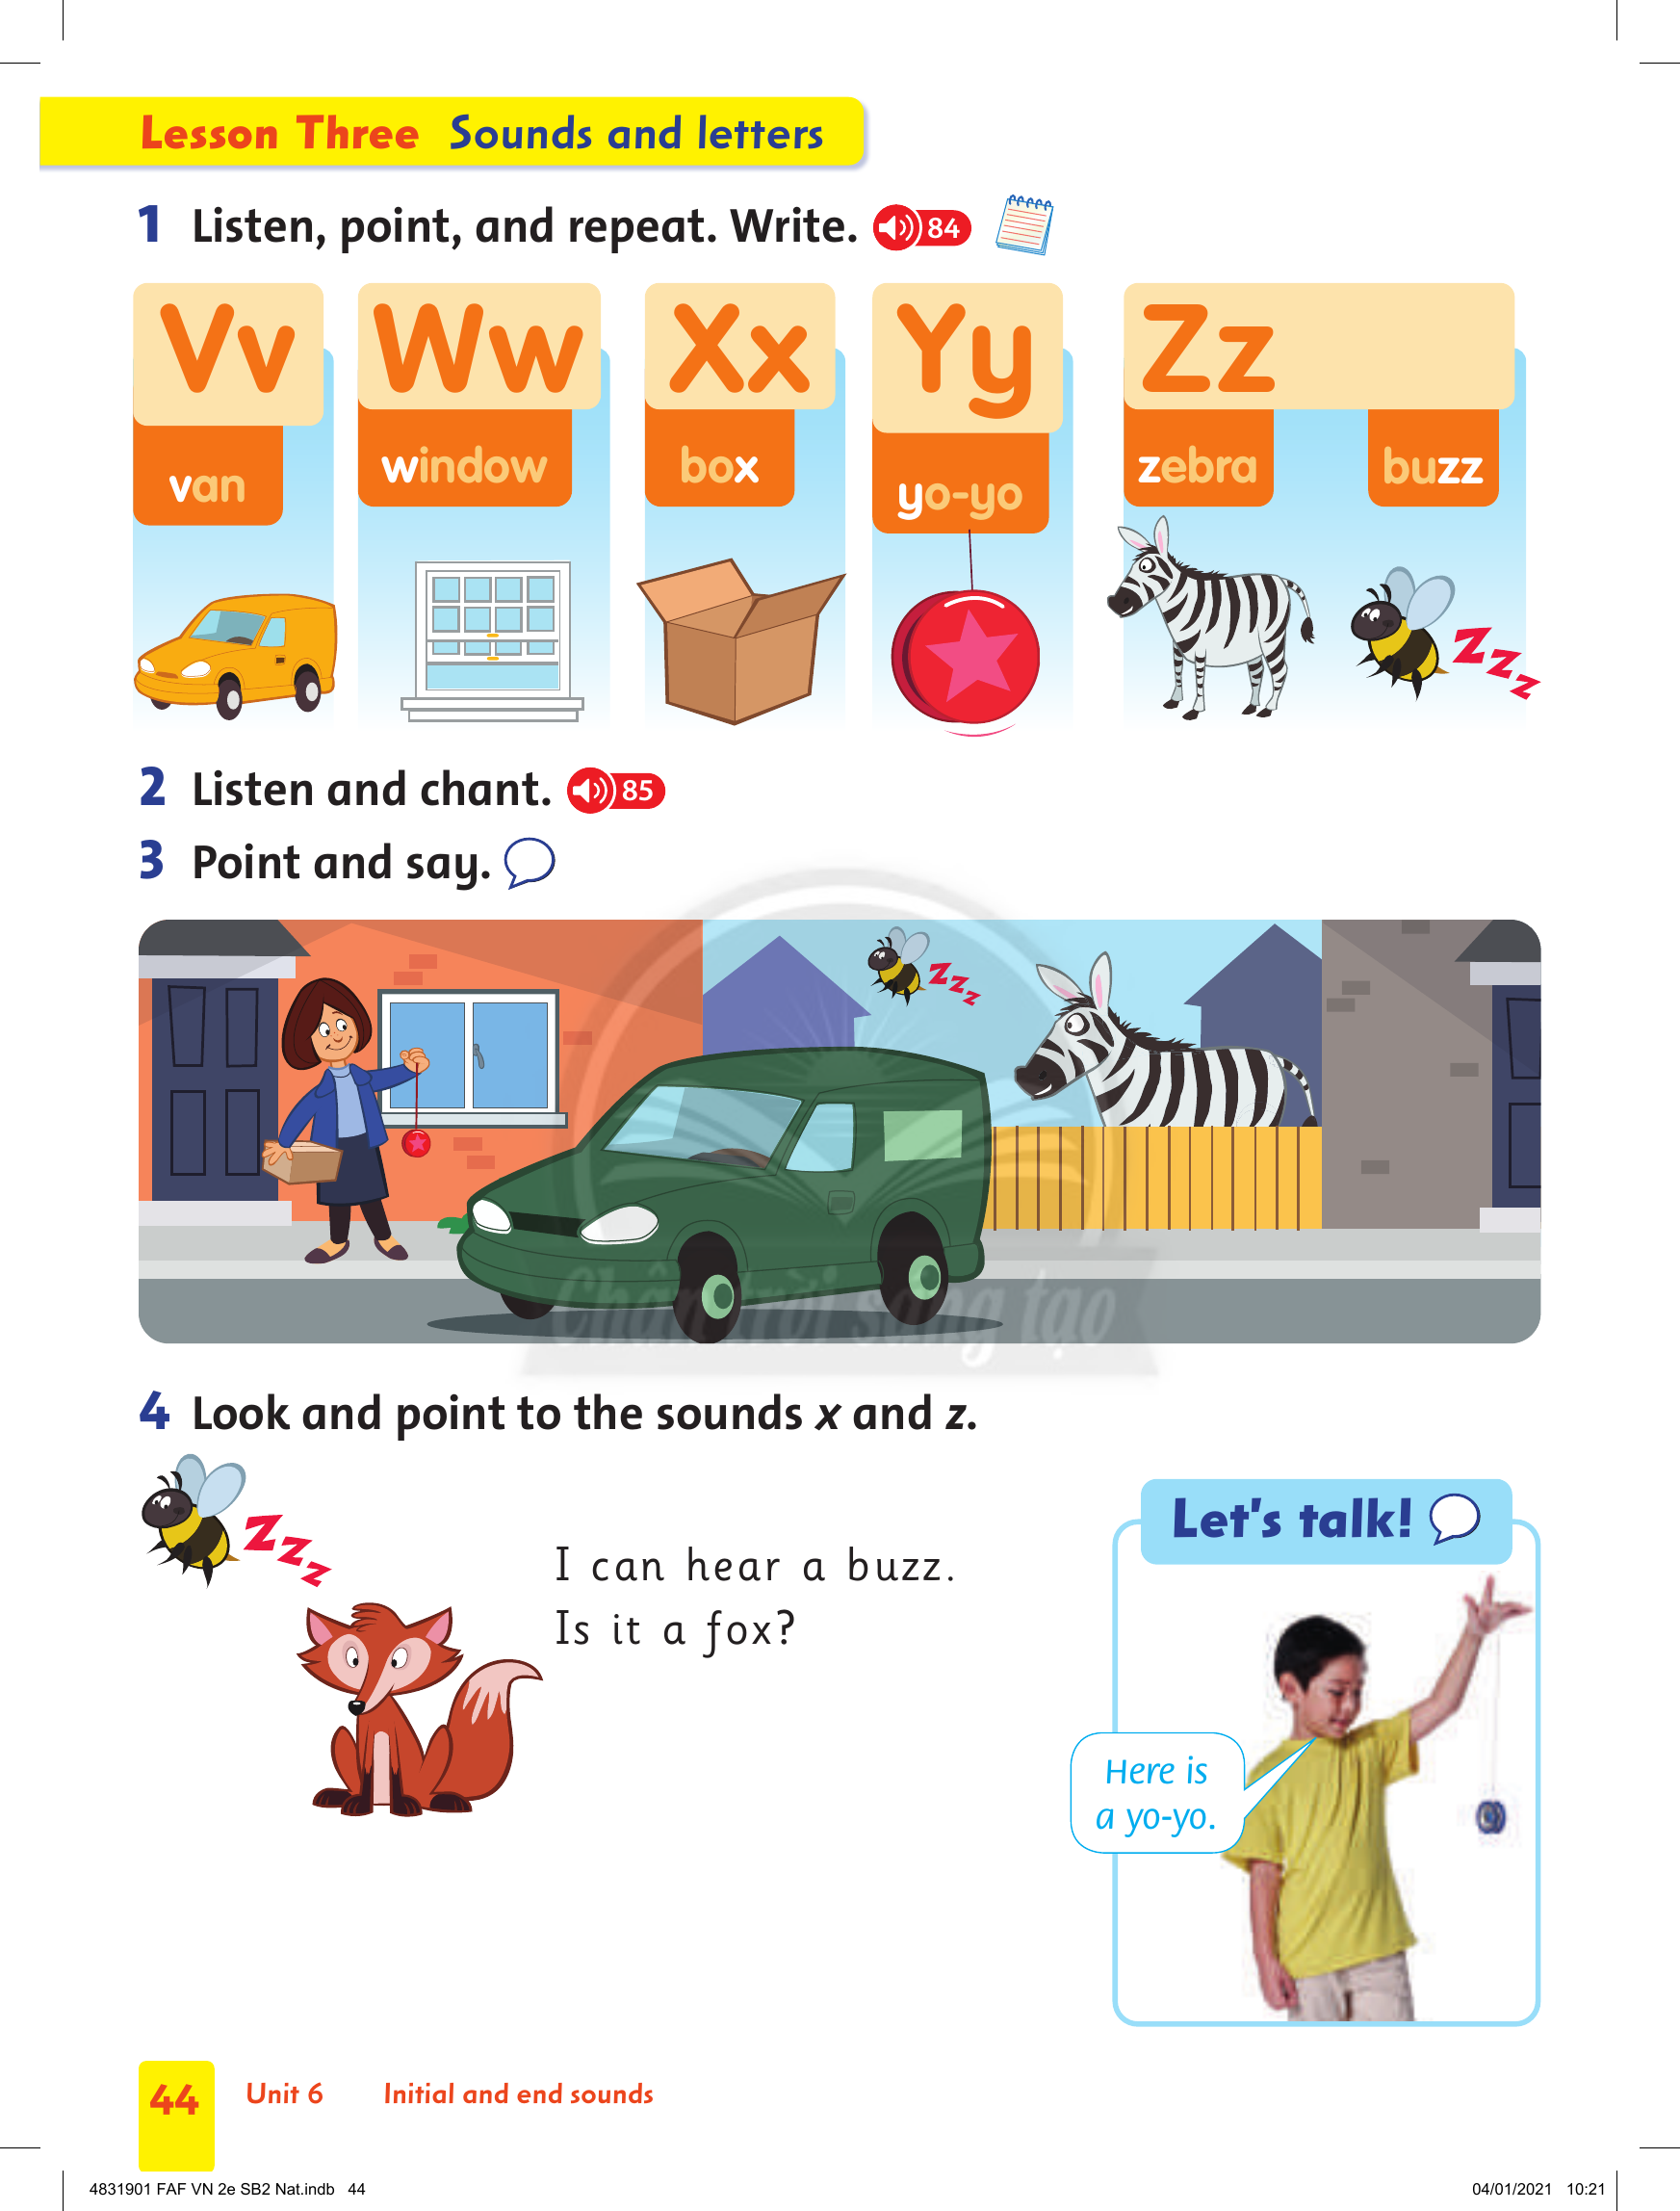 Lesson Three Sounds and letters
1 Listen, point, and repeat. Write. 84
Vv
van
Ww
window
Xx
box
Yy
yo-yo
Zz
zebra
buzz
z z z
2 Listen and chant. 85
3 Point and say.
z z z
Chân trời sáng tạo
4 Look and point to the sounds x and z.
z z z
I can hear a buzz.
Is it a fox?
Let's talk!
Here is
a yo-yo.
44 Unit 6 Initial and end sounds
4831901 FAF VN 2e SB2 Nat.indb 44
04/01/2021 10:21